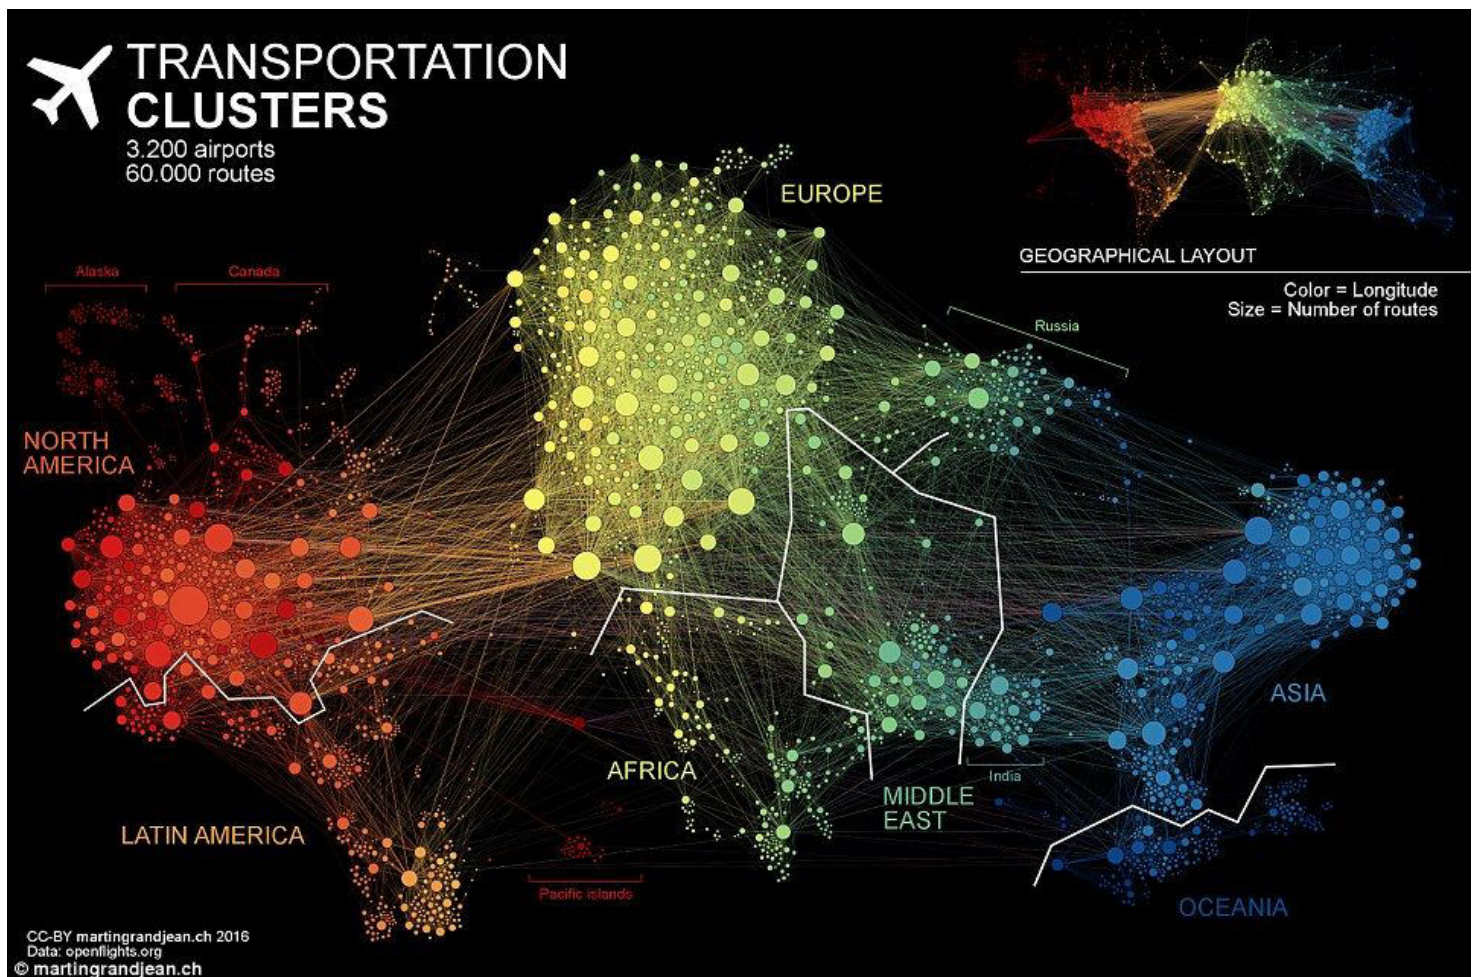 TRANSPORTATION
CLUSTERS
3.200 airports
60.000 routes
EUROPE
GEOGRAPHICAL LAYOUT
Color = Longitude
Size = Number of routes
Alaska
Canada
Russia
NORTH
AMERICA
ASIA
AFRICA
India
MIDDLE
EAST
LATIN AMERICA
Pacific islands
OCEANIA
CC-BY martingrandjean.ch 2016
Data: openflights.org
© martingrandjean.ch